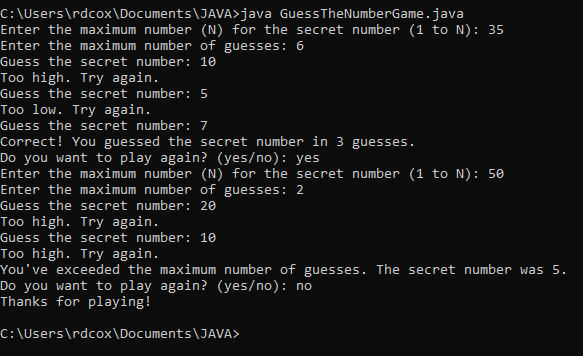 C:\Users\rdcox\Documents\JAVA>java GuessTheNumberGame.java
Enter the maximum number (N) for the secret number (1 to N): 35
Enter the maximum number of guesses: 6
Guess the secret number: 10
Too high. Try again.
Guess the secret number: 5
Too low. Try again.
Guess the secret number: 7
Correct! You guessed the secret number in 3 guesses.
Do you want to play again? (yes/no): yes
Enter the maximum number (N) for the secret number (1 to N): 50
Enter the maximum number of guesses: 2
Guess the secret number: 20
Too high. Try again.
Guess the secret number: 10
Too high. Try again.
You've exceeded the maximum number of guesses. The secret number was 5.
Do you want to play again? (yes/no): no
Thanks for playing!
C:\Users\rdcox\Documents\JAVA>